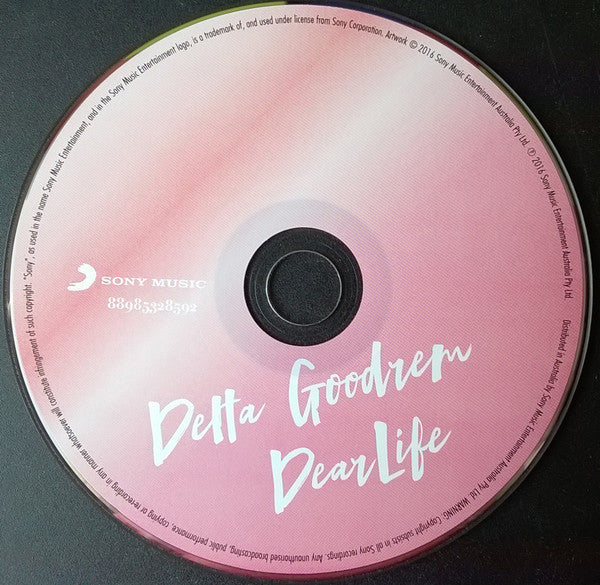 SONY MUSIC
88985328592
Delta Goodrem
Dear Life
Distributed in Australia by Sony Music Entertainment Australia Pty Ltd. WARNING: Copyright subsists in all Sony recordings. Any unauthorised broadcasting, public performance, copying or re-recording in any manner whatsoever will constitute infringement of such copyright. "Sony", as used in the name Sony Music Entertainment, and in the Sony Music Entertainment logo, is a trademark of, and used under license from Sony Corporation. Artwork © 2016 Sony Music Entertainment Australia Pty Ltd. ℗ 2016 Sony Music Entertainment Australia Pty Ltd.